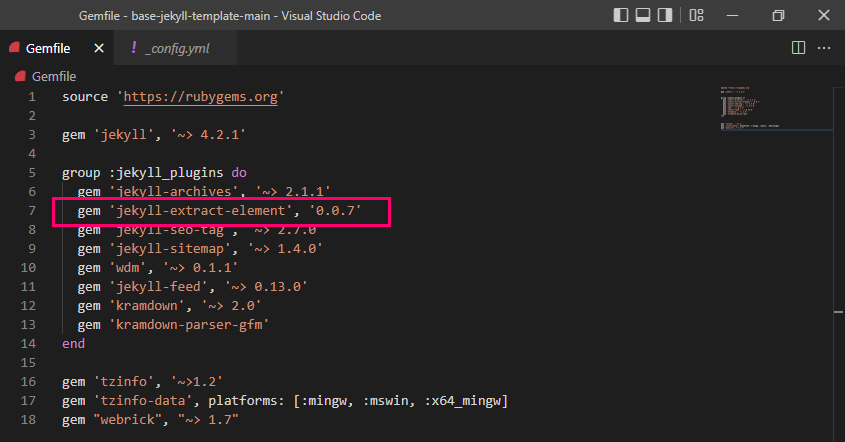 Gemfile - base-jekyll-template-main - Visual Studio Code
Gemfile
! _config.yml
Gemfile
1 source 'https://rubygems.org'
2
3 gem 'jekyll', '~> 4.2.1'
4
5 group :jekyll_plugins do
6 gem 'jekyll-archives', '~> 2.1.1'
7 gem 'jekyll-extract-element', '0.0.7'
8 gem 'jekyll-seo-tag', '~> 2.7.0'
9 gem 'jekyll-sitemap', '~> 1.4.0'
10 gem 'wdm', '~> 0.1.1'
11 gem 'jekyll-feed', '~> 0.13.0'
12 gem 'kramdown', '~> 2.0'
13 gem 'kramdown-parser-gfm'
14 end
15
16 gem 'tzinfo', '~>1.2'
17 gem 'tzinfo-data', platforms: [:mingw, :mswin, :x64_mingw]
18 gem "webrick", "~> 1.7"